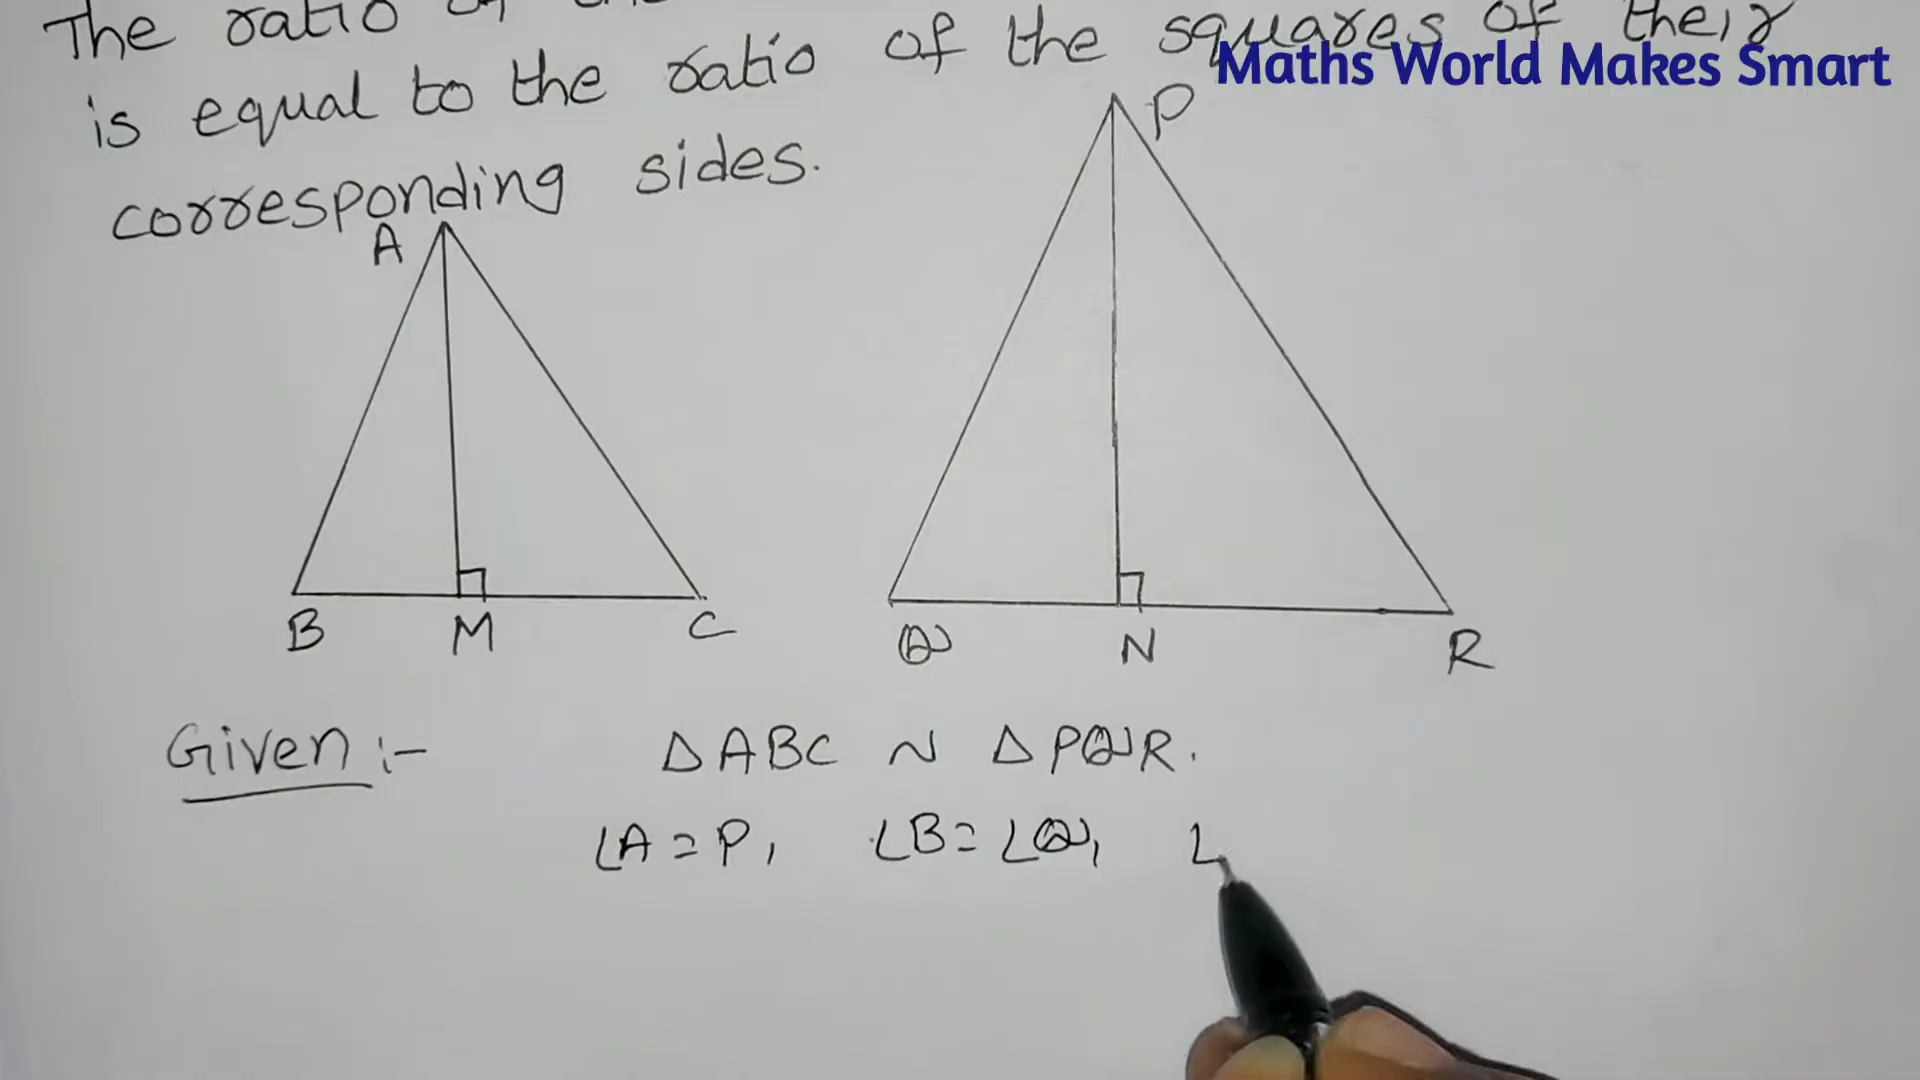 The ratio of
is equal to the ratio of the squares of their
Maths World Makes Smart
corresponding sides.
P
A
B M C
Q N R
Given :- ΔABC ~ ΔPQR.
∠A = P, ∠B = ∠Q, ∠